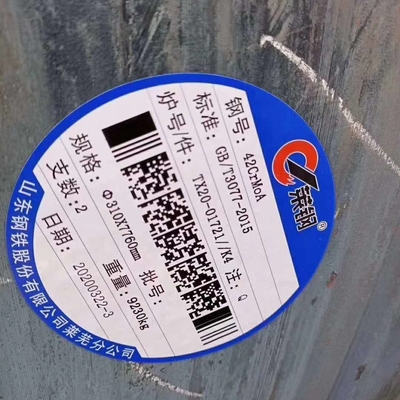 莱钢®
钢号: 42CrMoA
标准: GB/T3077-2015
炉号/件: TX20-01721//K4 注: Q
规格: Φ310X7760mm 批号:
支数: 2 重量: 9230kg
日期: 20200322-3
山东钢铁股份有限公司莱芜分公司